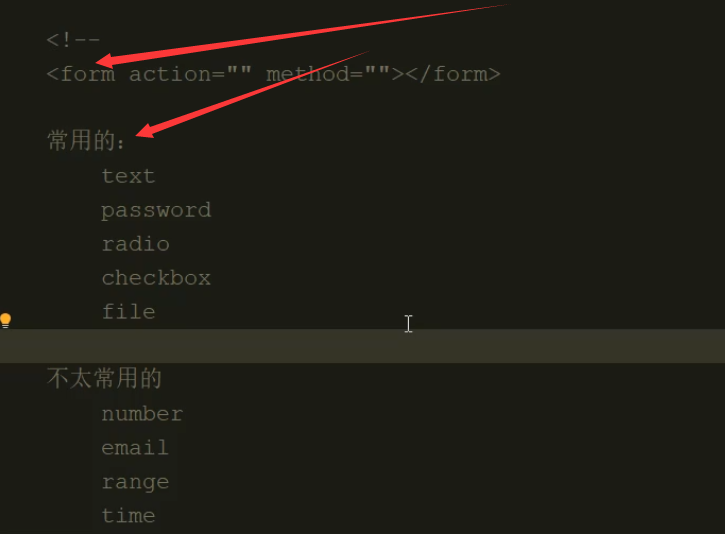 <!--
<form action="" method=""></form>
常用的：
text
password
radio
checkbox
file
不太常用的
number
email
range
time